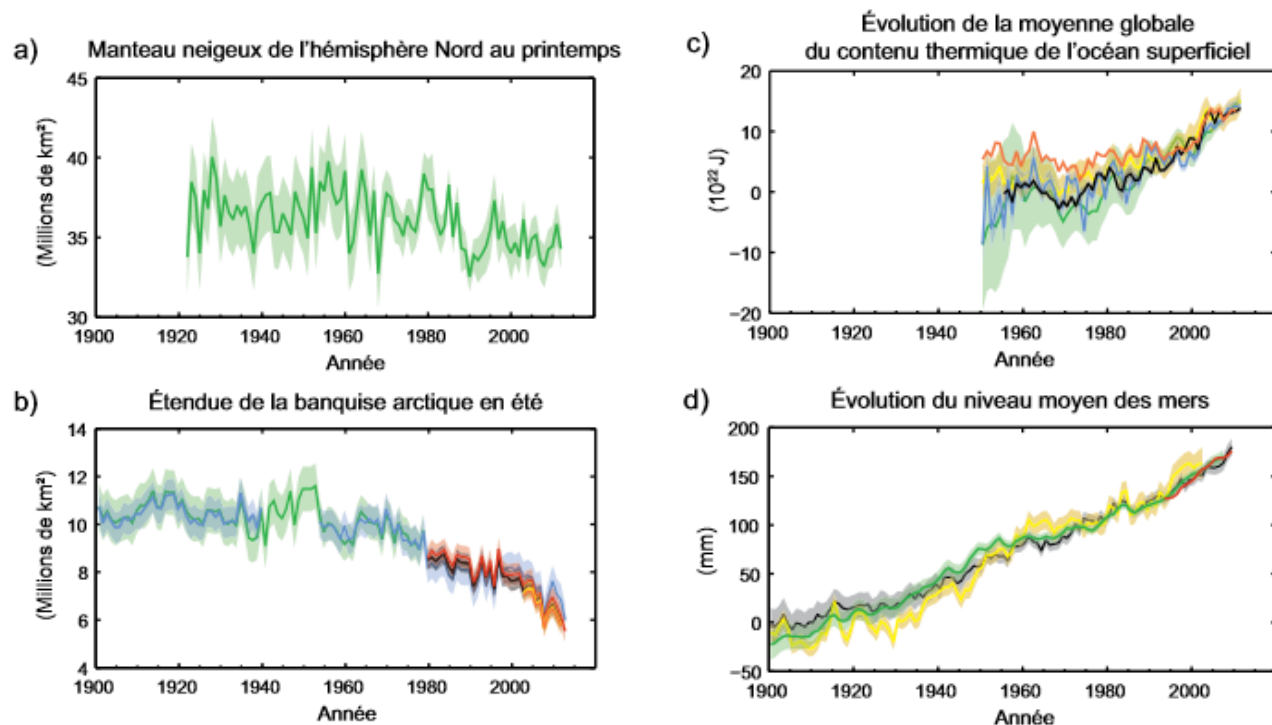 a) Manteau neigeux de l'hémisphère Nord au printemps
(Millions de km²)
45
40
35
30
1900 1920 1940 1960 1980 2000
Année
b) Étendue de la banquise arctique en été
(Millions de km²)
14
12
10
8
6
4
1900 1920 1940 1960 1980 2000
Année
c) Évolution de la moyenne globale
du contenu thermique de l'océan superficiel
(10²² J)
20
10
0
−10
−20
1900 1920 1940 1960 1980 2000
Année
d) Évolution du niveau moyen des mers
(mm)
200
150
100
50
0
−50
1900 1920 1940 1960 1980 2000
Année